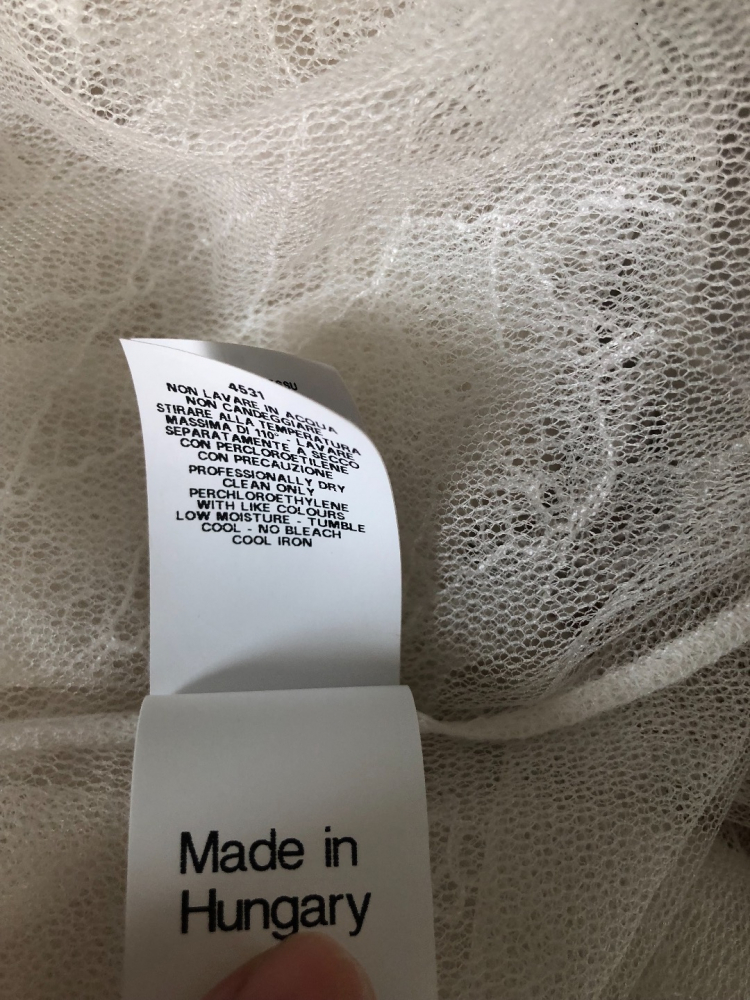 4531
NON LAVARE IN ACQUA
NON CANDEGGIARE
STIRARE ALLA TEMPERATURA
MASSIMA DI 110° - LAVARE
SEPARATAMENTE A SECCO
CON PERCLOROETILENE
CON PRECAUZIONE
PROFESSIONALLY DRY
CLEAN ONLY
PERCHLOROETHYLENE
WITH LIKE COLOURS
LOW MOISTURE - TUMBLE
COOL - NO BLEACH
COOL IRON
Made in
Hungary